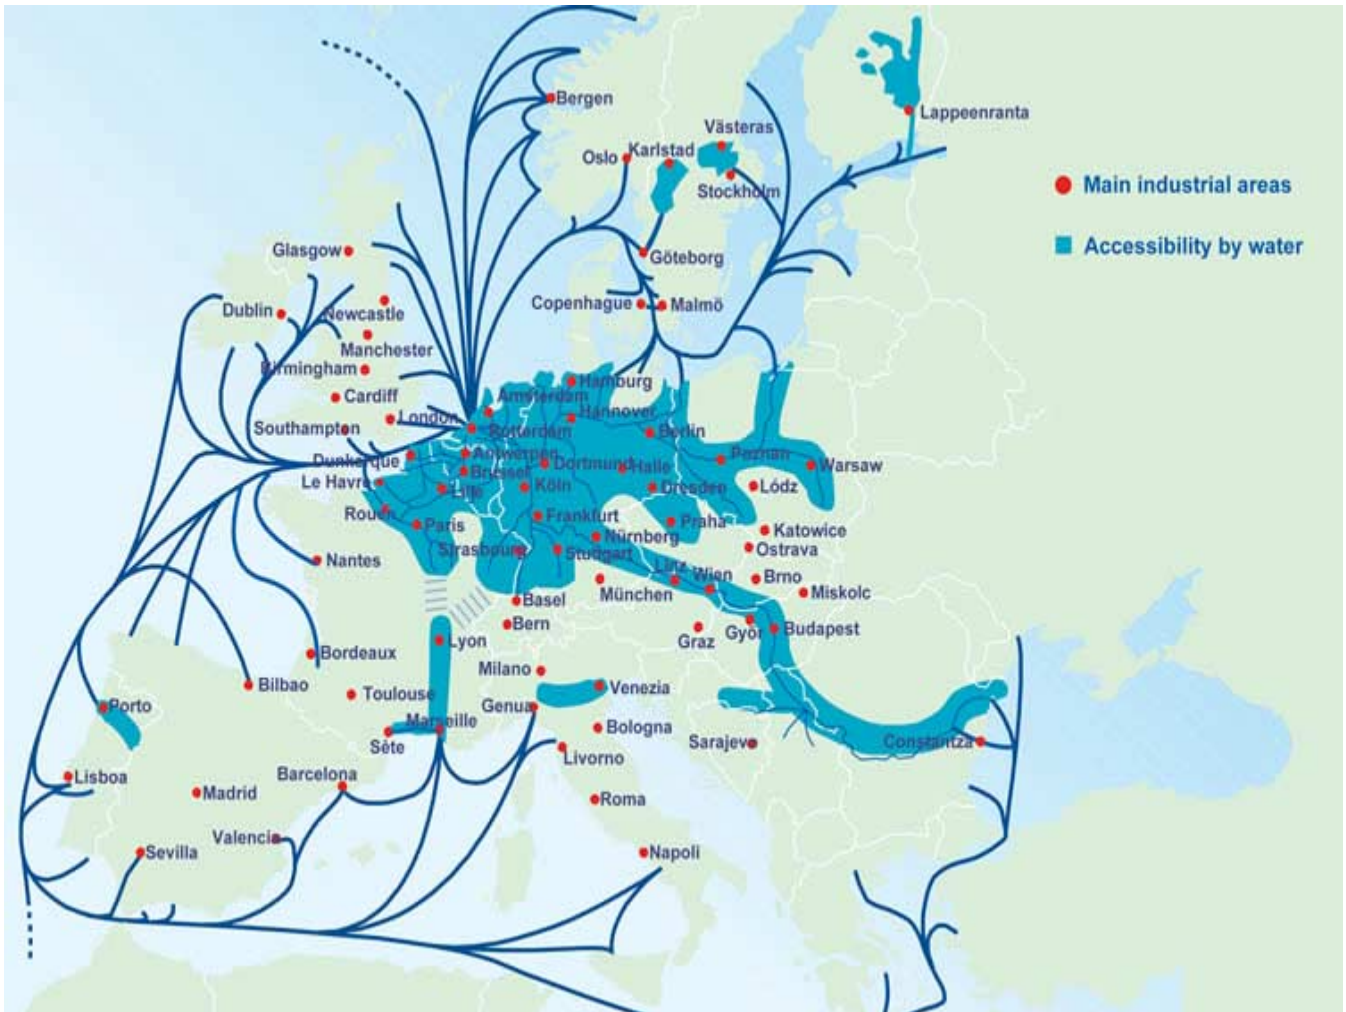 Bergen
Lappeenranta
Västeras
Oslo
Karlstad
Stockholm
Main industrial areas
Accessibility by water
Glasgow
Göteborg
Dublin
Newcastle
Copenhague
Malmö
Manchester
Birmingham
Hamburg
Cardiff
Amsterdam
London
Hannover
Southampton
Rotterdam
Berlin
Dunkerque
Antwerpen
Dortmund
Halle
Poznan
Warsaw
Brussel
Le Havre
Lille
Köln
Dresden
Lódz
Rouen
Paris
Frankfurt
Praha
Katowice
Nürnberg
Strasbourg
Stuttgart
Ostrava
Nantes
Linz
Wien
Brno
Basel
München
Miskolc
Bern
Lyon
Graz
Györ
Budapest
Bordeaux
Milano
Bilbao
Toulouse
Venezia
Porto
Genua
Marseille
Bologna
Sète
Sarajevo
Constantza
Livorno
Lisboa
Barcelona
Madrid
Roma
Valencia
Sevilla
Napoli